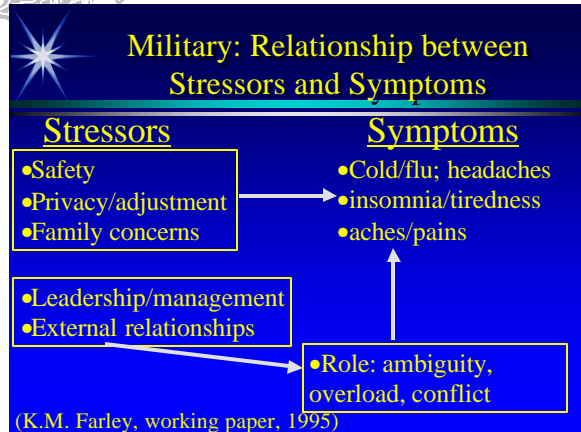 Military: Relationship between
Stressors and Symptoms
Stressors
•Safety
•Privacy/adjustment
•Family concerns
•Leadership/management
•External relationships
Symptoms
•Cold/flu; headaches
•insomnia/tiredness
•aches/pains
•Role: ambiguity,
overload, conflict
(K.M. Farley, working paper, 1995)